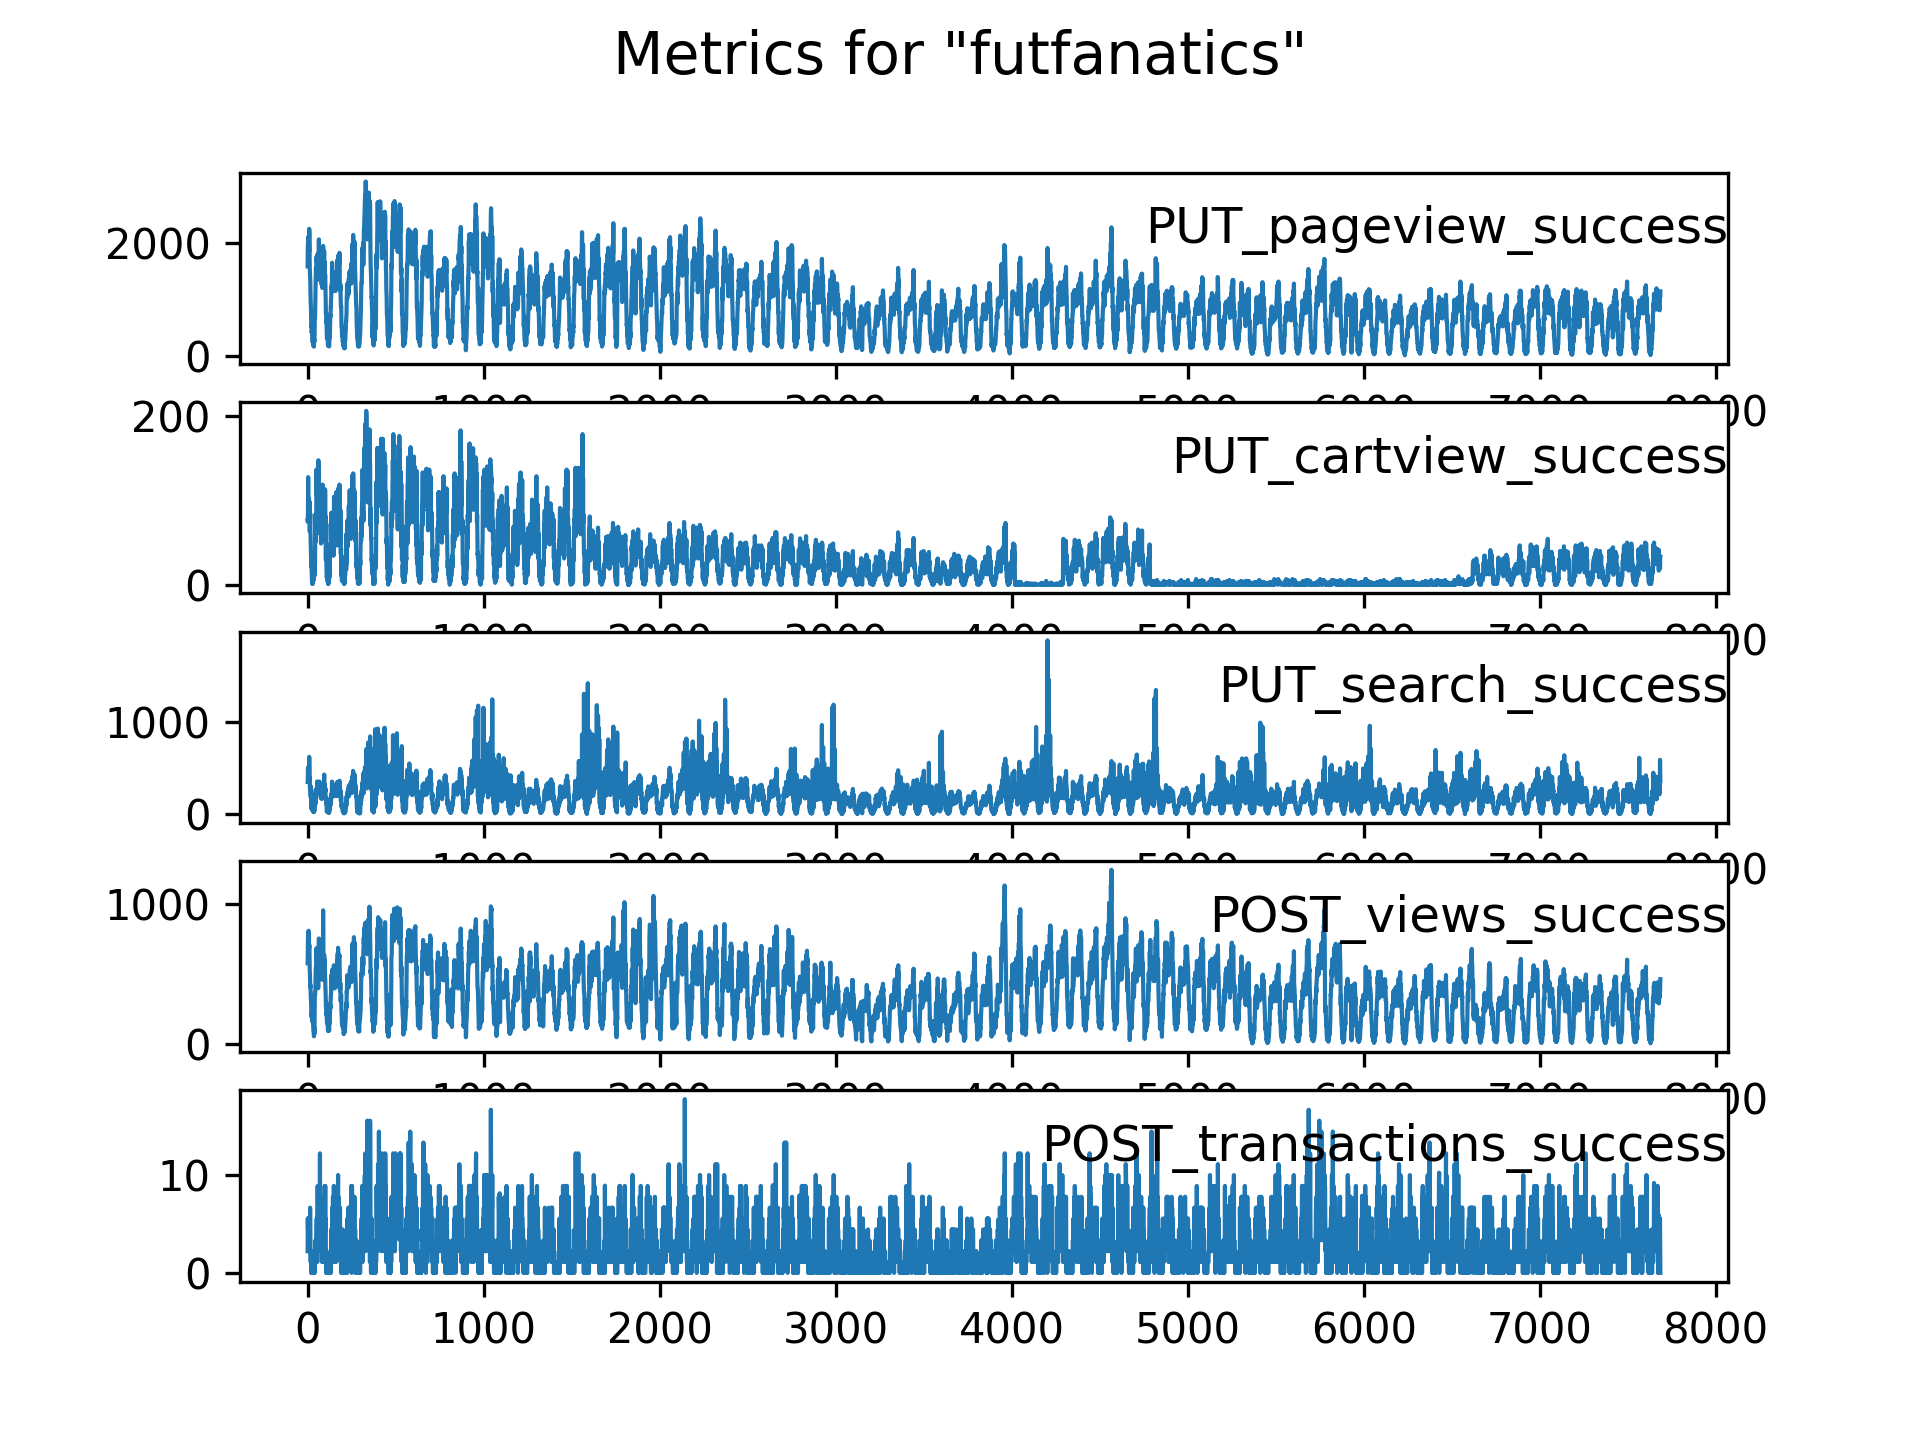 Metrics for "futfanatics"
PUT_pageview_success
2000
0
PUT_cartview_success
200
0
PUT_search_success
1000
0
POST_views_success
1000
0
POST_transactions_success
10
0
0 1000 2000 3000 4000 5000 6000 7000 8000